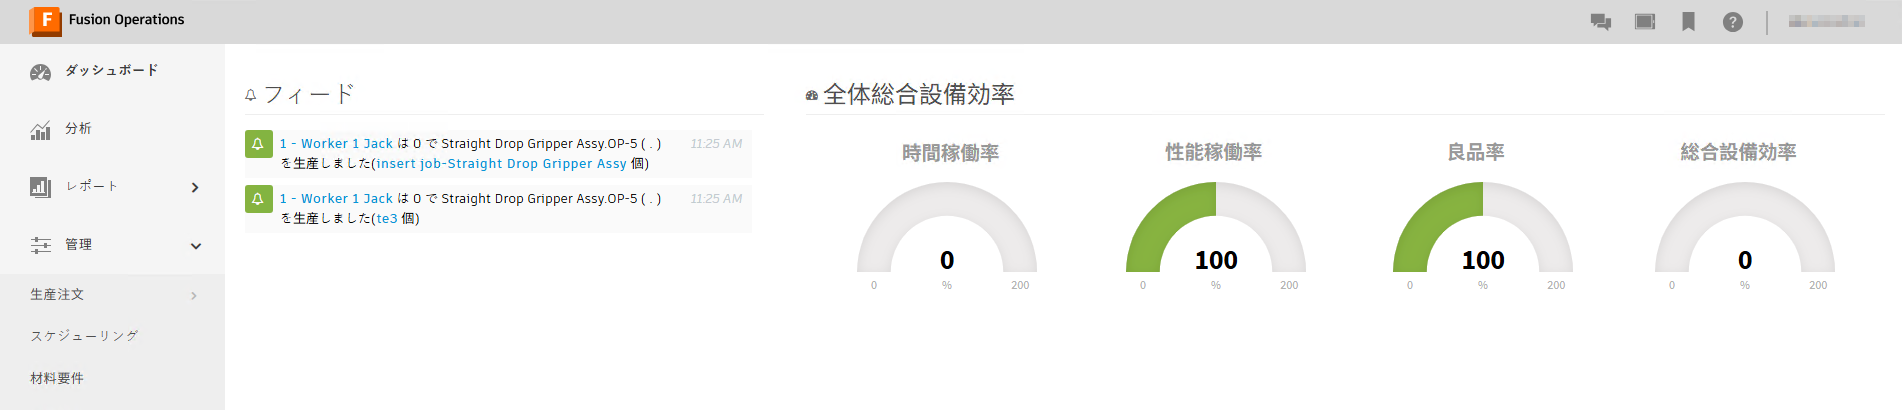 F Fusion Operations
?
ダッシュボード
分析
レポート
管理
生産注文
スケジューリング
材料要件
フィード
1 - Worker 1 Jack は 0 で Straight Drop Gripper Assy.OP-5 ( . ) 11:25 AM
を生産しました(insert job-Straight Drop Gripper Assy 個)
1 - Worker 1 Jack は 0 で Straight Drop Gripper Assy.OP-5 ( . ) 11:25 AM
を生産しました(te3 個)
全体総合設備効率
時間稼働率 性能稼働率 良品率 総合設備効率
0 100 100 0
0 % 200 0 % 200 0 % 200 0 % 200